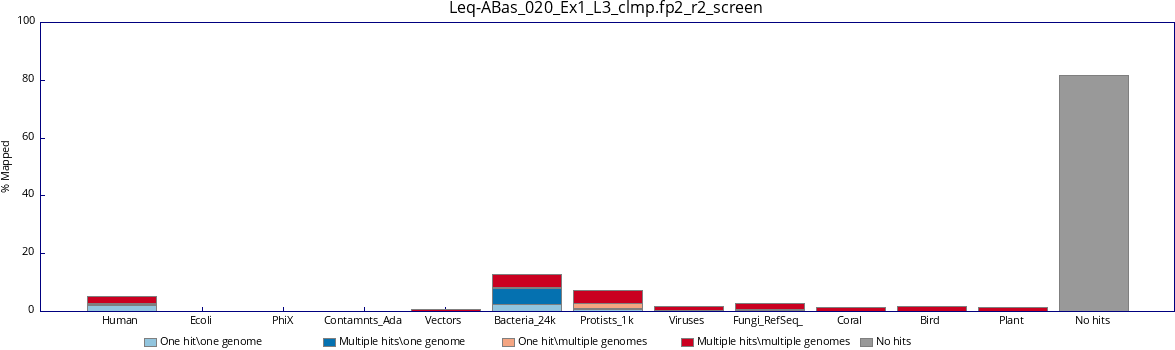 Leq-ABas_020_Ex1_L3_clmp.fp2_r2_screen
100
80
60
40
20
0
% Mapped
Human Ecoli PhiX Contamnts_Ada Vectors Bacteria_24k Protists_1k Viruses Fungi_RefSeq_ Coral Bird Plant No hits
One hit\one genome Multiple hits\one genome One hit\multiple genomes Multiple hits\multiple genomes No hits